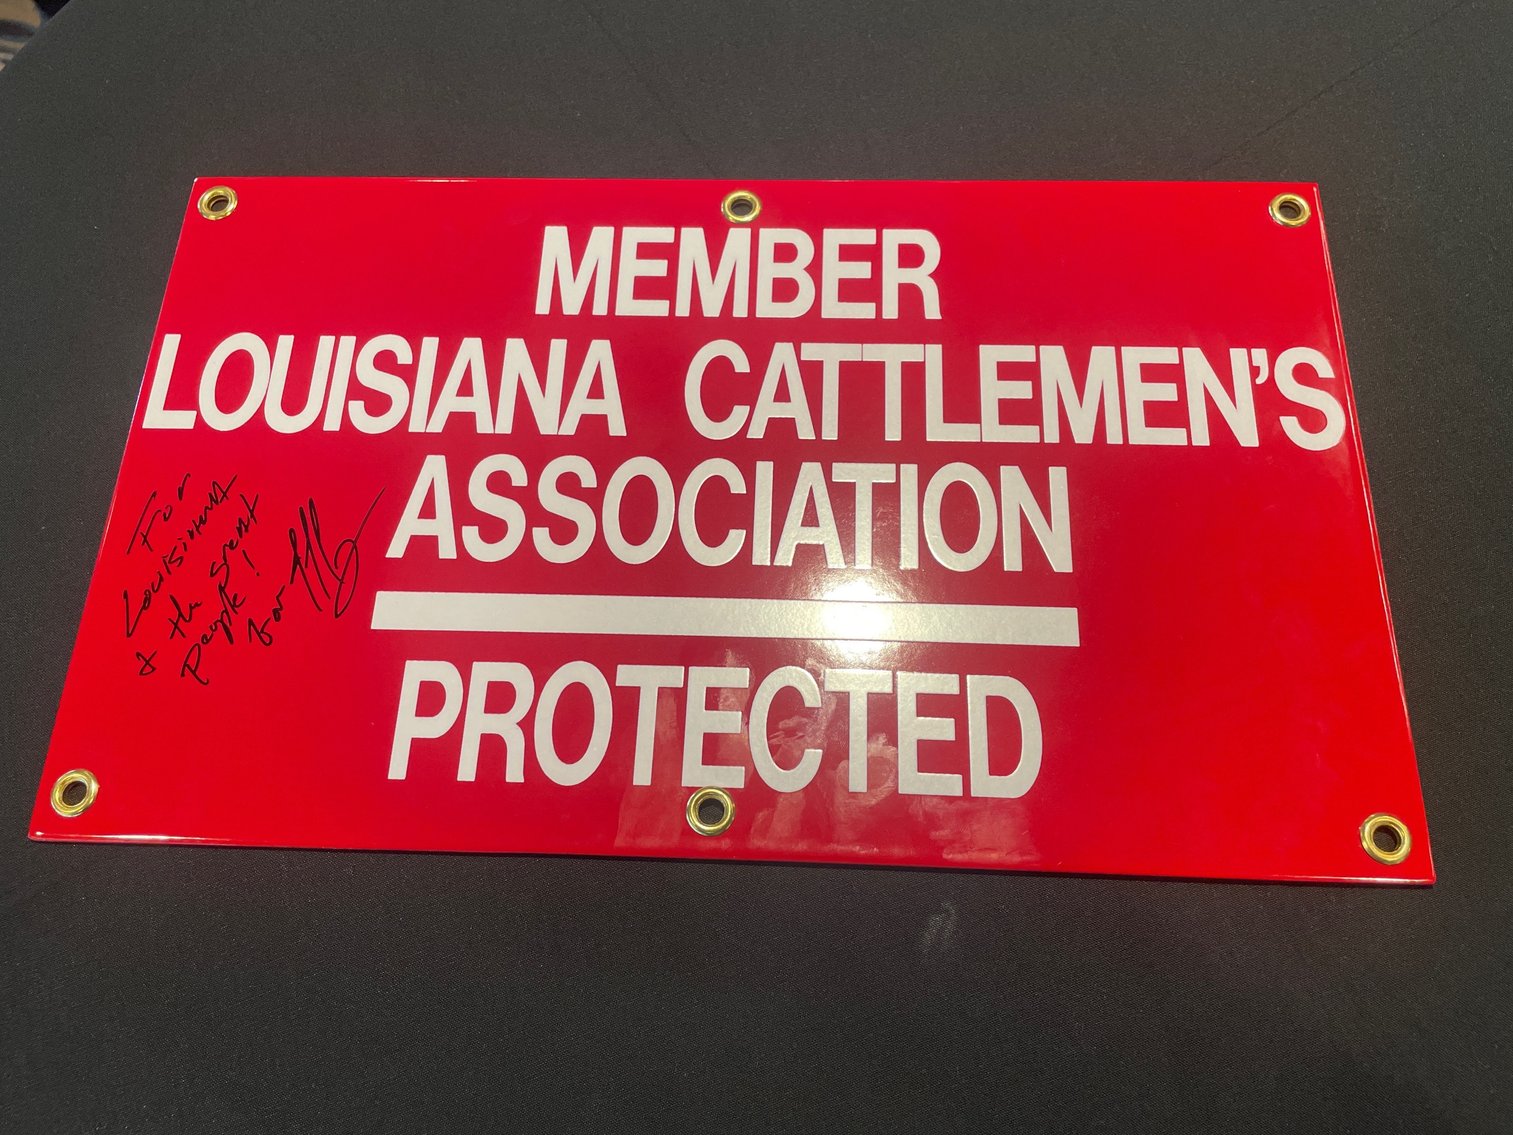 MEMBER
LOUISIANA CATTLEMEN'S
ASSOCIATION
PROTECTED
For
Louisiana
& the great
people!